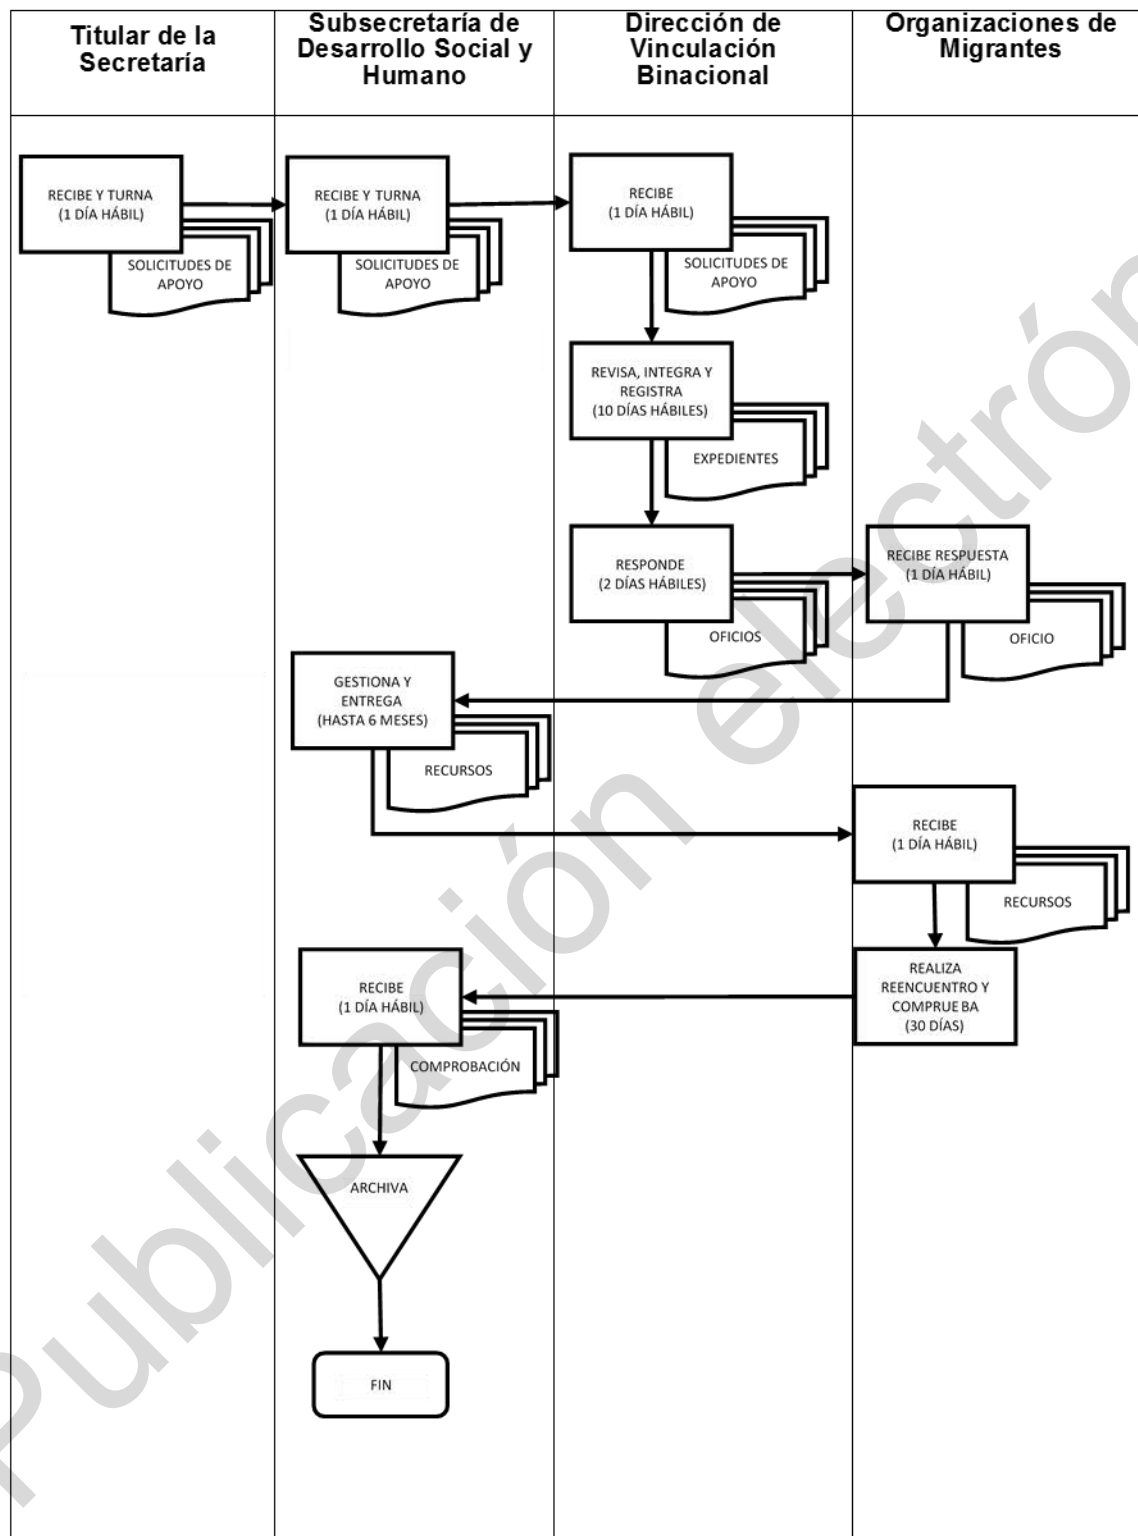 Titular de la
Secretaría
Subsecretaría de
Desarrollo Social y
Humano
Dirección de
Vinculación
Binacional
Organizaciones de
Migrantes
RECIBE Y TURNA
(1 DÍA HÁBIL)
SOLICITUDES DE
APOYO
RECIBE Y TURNA
(1 DÍA HÁBIL)
SOLICITUDES DE
APOYO
RECIBE
(1 DÍA HÁBIL)
SOLICITUDES DE
APOYO
REVISA, INTEGRA Y
REGISTRA
(10 DÍAS HÁBILES)
EXPEDIENTES
RESPONDE
(2 DÍAS HÁBILES)
OFICIOS
RECIBE RESPUESTA
(1 DÍA HÁBIL)
OFICIO
GESTIONA Y
ENTREGA
(HASTA 6 MESES)
RECURSOS
RECIBE
(1 DÍA HÁBIL)
RECURSOS
REALIZA
REENCUENTRO Y
COMPRUEBA
(30 DÍAS)
RECIBE
(1 DÍA HÁBIL)
COMPROBACIÓN
ARCHIVA
FIN
Publicación electrón